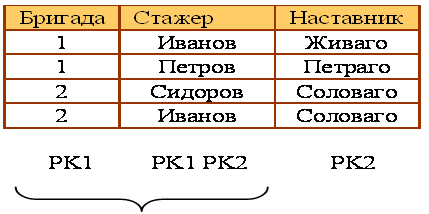 Бригада Стажер Наставник
1 Иванов Живаго
1 Петров Петраго
2 Сидоров Соловаго
2 Иванов Соловаго
PK1 PK1 PK2 PK2